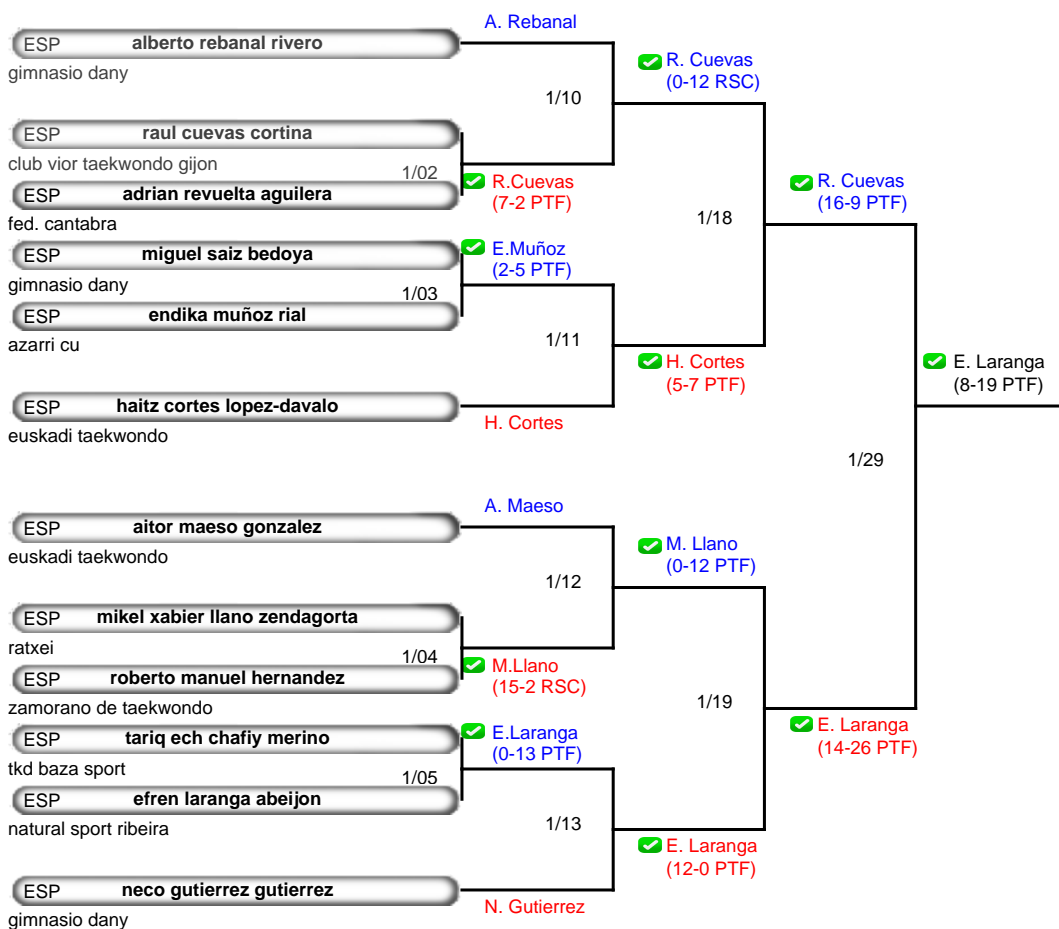 A. Rebanal
ESP alberto rebanal rivero
gimnasio dany
R. Cuevas
(0-12 RSC)
1/10
ESP raul cuevas cortina
club vior taekwondo gijon
1/02
R.Cuevas
(7-2 PTF)
ESP adrian revuelta aguilera
fed. cantabra
R. Cuevas
(16-9 PTF)
1/18
ESP miguel saiz bedoya
gimnasio dany
E.Muñoz
(2-5 PTF)
1/03
ESP endika muñoz rial
azarri cu
1/11
H. Cortes
(5-7 PTF)
E. Laranga
(8-19 PTF)
ESP haitz cortes lopez-davalo
euskadi taekwondo
H. Cortes
1/29
A. Maeso
ESP aitor maeso gonzalez
euskadi taekwondo
M. Llano
(0-12 PTF)
1/12
ESP mikel xabier llano zendagorta
ratxei
1/04
M.Llano
(15-2 RSC)
ESP roberto manuel hernandez
zamorano de taekwondo
1/19
E. Laranga
(14-26 PTF)
ESP tariq ech chafiy merino
tkd baza sport
E.Laranga
(0-13 PTF)
1/05
ESP efren laranga abeijon
natural sport ribeira
1/13
E. Laranga
(12-0 PTF)
ESP neco gutierrez gutierrez
gimnasio dany
N. Gutierrez